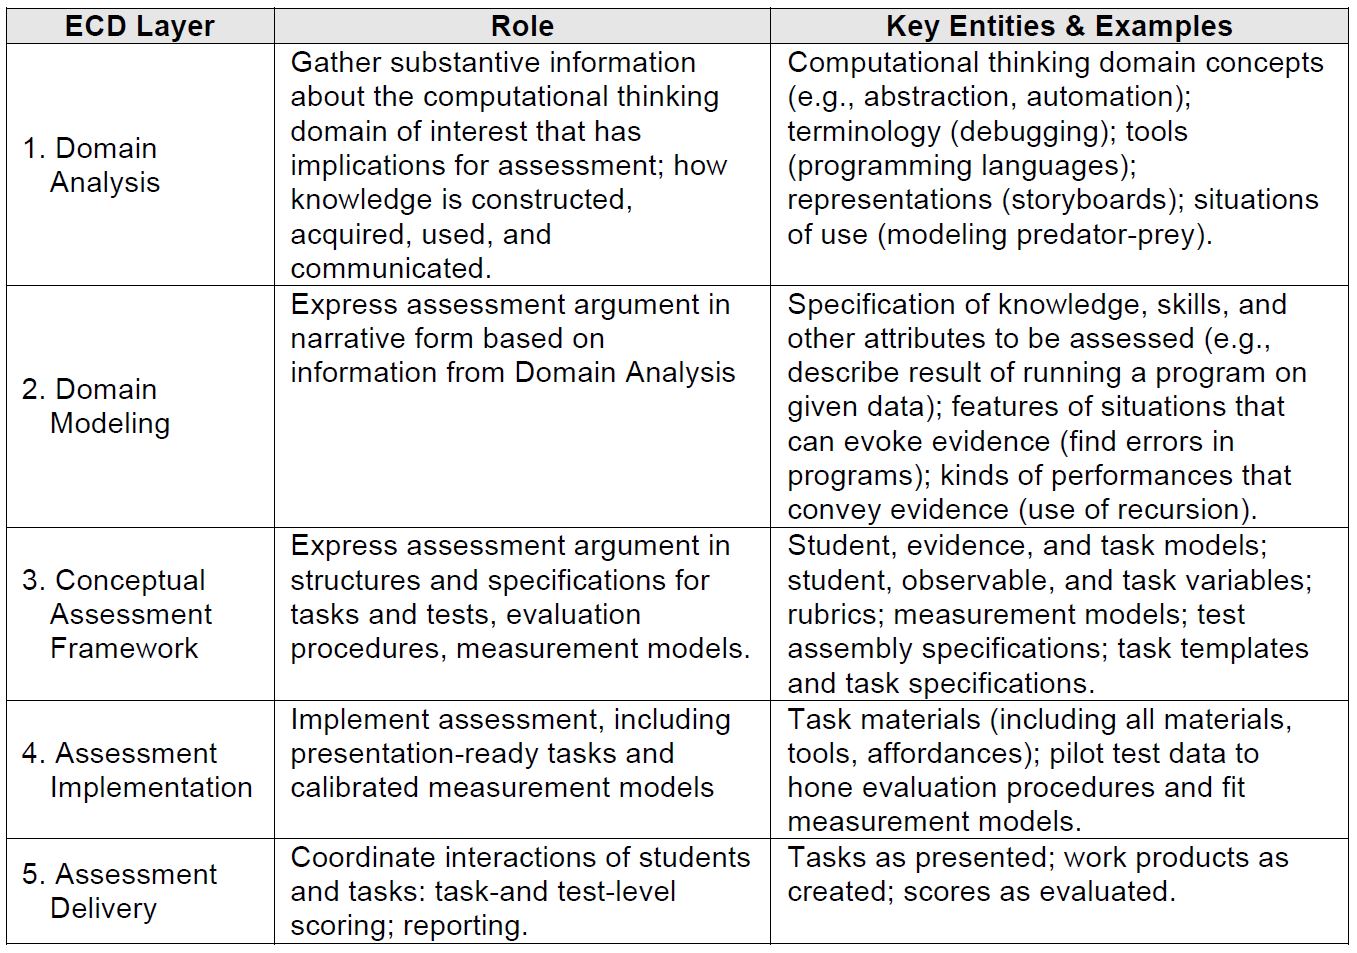 ECD Layer
Role
Key Entities & Examples
1. Domain
Analysis
Gather substantive information
about the computational thinking
domain of interest that has
implications for assessment; how
knowledge is constructed,
acquired, used, and
communicated.
Computational thinking domain concepts
(e.g., abstraction, automation);
terminology (debugging); tools
(programming languages);
representations (storyboards); situations
of use (modeling predator-prey).
2. Domain
Modeling
Express assessment argument in
narrative form based on
information from Domain Analysis
Specification of knowledge, skills, and
other attributes to be assessed (e.g.,
describe result of running a program on
given data); features of situations that
can evoke evidence (find errors in
programs); kinds of performances that
convey evidence (use of recursion).
3. Conceptual
Assessment
Framework
Express assessment argument in
structures and specifications for
tasks and tests, evaluation
procedures, measurement models.
Student, evidence, and task models;
student, observable, and task variables;
rubrics; measurement models; test
assembly specifications; task templates
and task specifications.
4. Assessment
Implementation
Implement assessment, including
presentation-ready tasks and
calibrated measurement models
Task materials (including all materials,
tools, affordances); pilot test data to
hone evaluation procedures and fit
measurement models.
5. Assessment
Delivery
Coordinate interactions of students
and tasks: task-and test-level
scoring; reporting.
Tasks as presented; work products as
created; scores as evaluated.